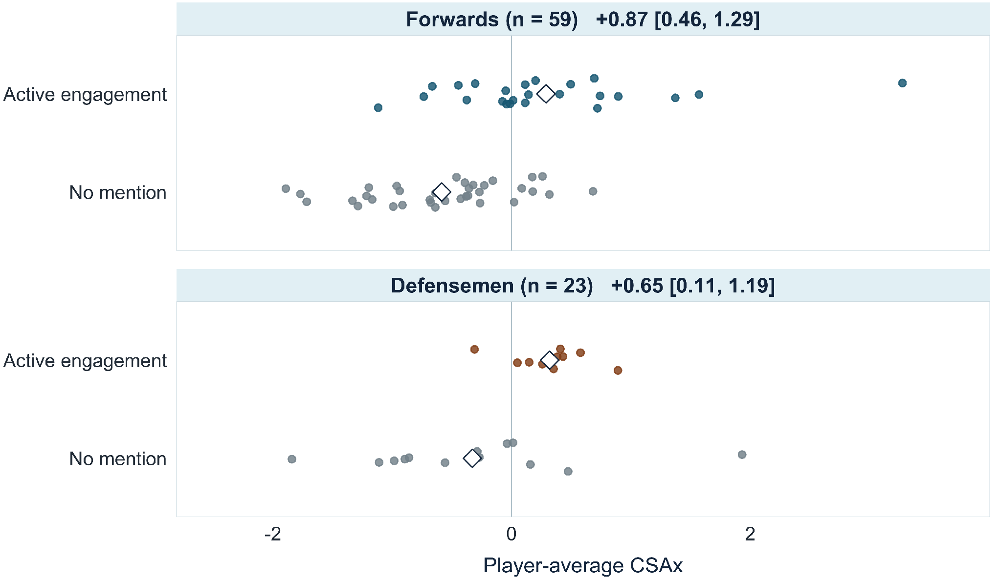 Forwards (n = 59) +0.87 [0.46, 1.29]
Active engagement
No mention
Defensemen (n = 23) +0.65 [0.11, 1.19]
Active engagement
No mention
-2 0 2
Player-average CSAx